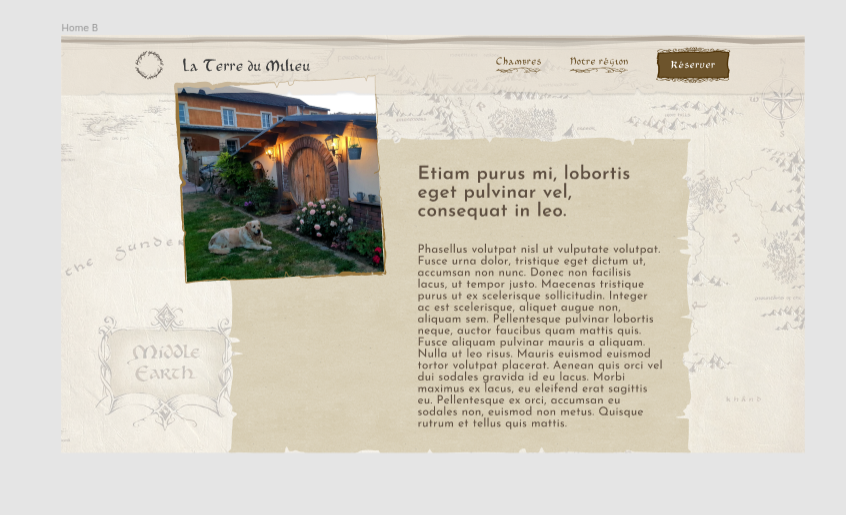 Home B
La Terre du Milieu
Chambres
Notre région
Réserver
Etiam purus mi, lobortis
eget pulvinar vel,
consequat in leo.
Phasellus volutpat nisl ut vulputate volutpat.
Fusce urna dolor, tristique eget dictum ut,
accumsan non nunc. Donec non facilisis
lacus, ut tempor justo. Maecenas tristique
purus ut ex scelerisque sollicitudin. Integer
ac est scelerisque, aliquet augue non,
aliquam sem. Pellentesque pulvinar lobortis
neque, auctor faucibus quam mattis quis.
Fusce aliquam pulvinar mauris a aliquam.
Nulla ut leo risus. Mauris euismod euismod
tortor volutpat placerat. Aenean quis orci vel
dui sodales gravida id eu lacus. Morbi
maximus ex lacus, eu eleifend erat sagittis
eu. Pellentesque ex orci, accumsan eu
sodales non, euismod non metus. Quisque
rutrum et tellus quis mattis.
the Sunder
Middle
Earth
KHAND